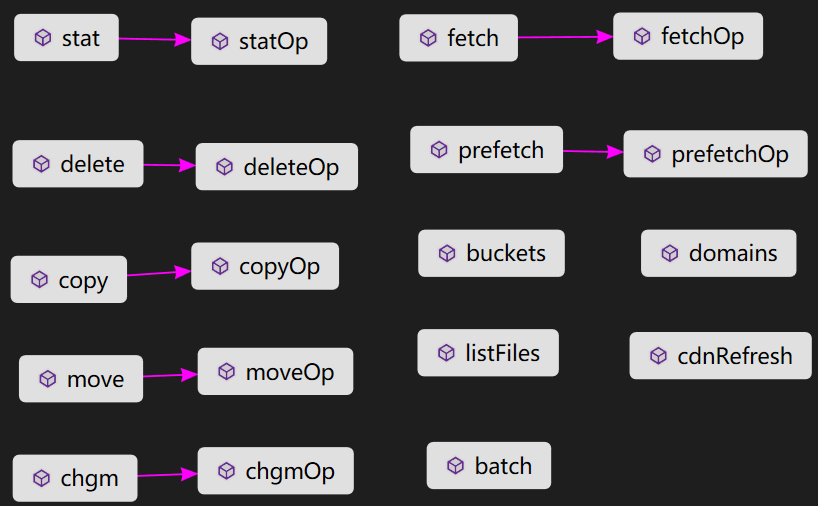 stat
statOp
fetch
fetchOp
delete
deleteOp
prefetch
prefetchOp
copy
copyOp
buckets
domains
move
moveOp
listFiles
cdnRefresh
chgm
chgmOp
batch